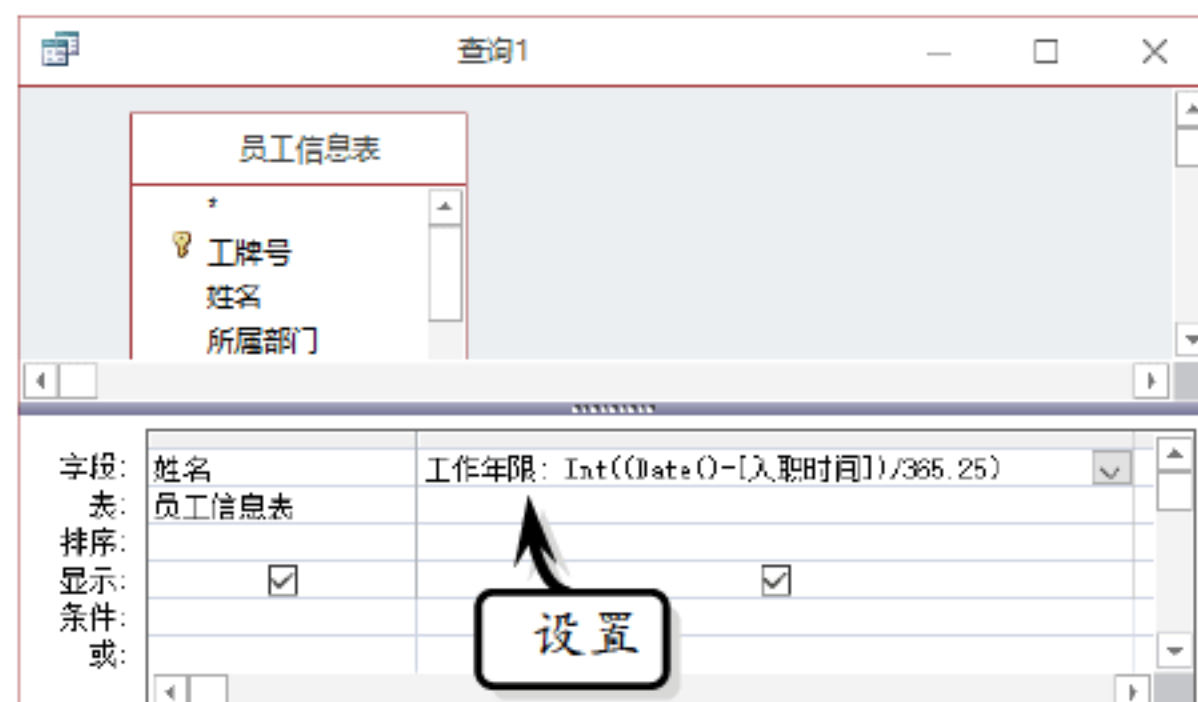 查询1
员工信息表
*
工牌号
姓名
所属部门
字段: 姓名 工作年限: Int((Date()-[入职时间])/365.25)
表: 员工信息表
排序:
显示:
条件:
或:
设置